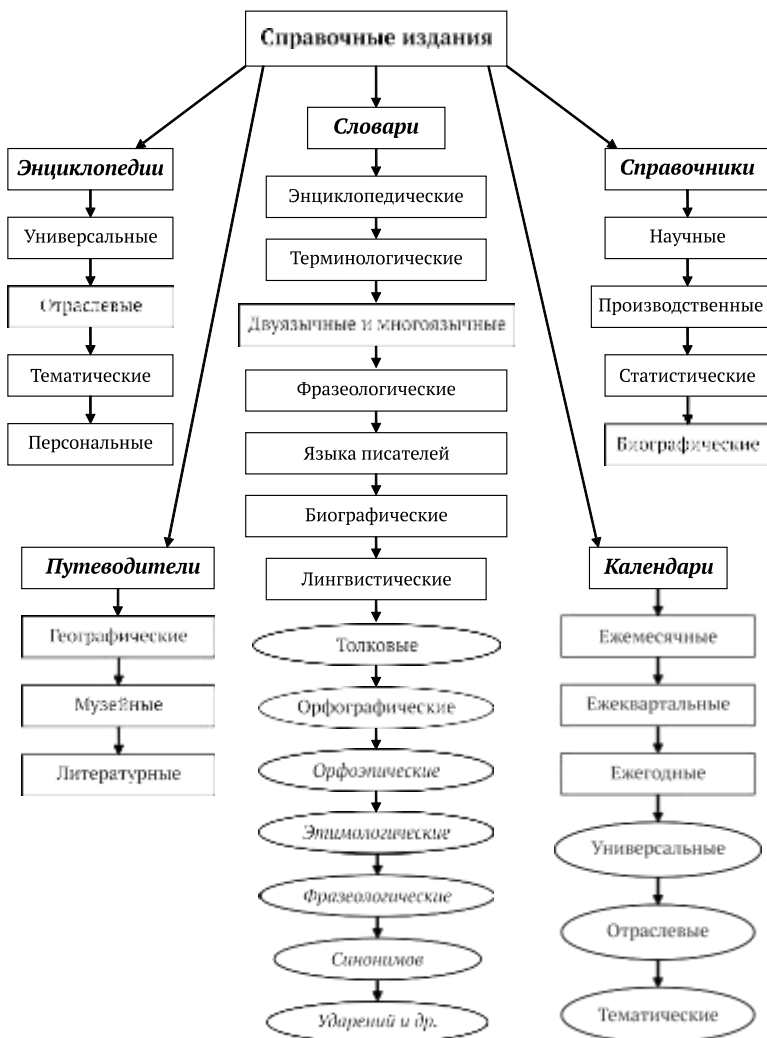 Справочные издания
Энциклопедии
Универсальные
Отраслевые
Тематические
Персональные
Словари
Энциклопедические
Терминологические
Двуязычные и многоязычные
Фразеологические
Языка писателей
Биографические
Лингвистические
Толковые
Орфографические
Орфоэпические
Этимологические
Фразеологические
Синонимов
Ударений и др.
Справочники
Научные
Производственные
Статистические
Биографические
Путеводители
Географические
Музейные
Литературные
Календари
Ежемесячные
Ежеквартальные
Ежегодные
Универсальные
Отраслевые
Тематические